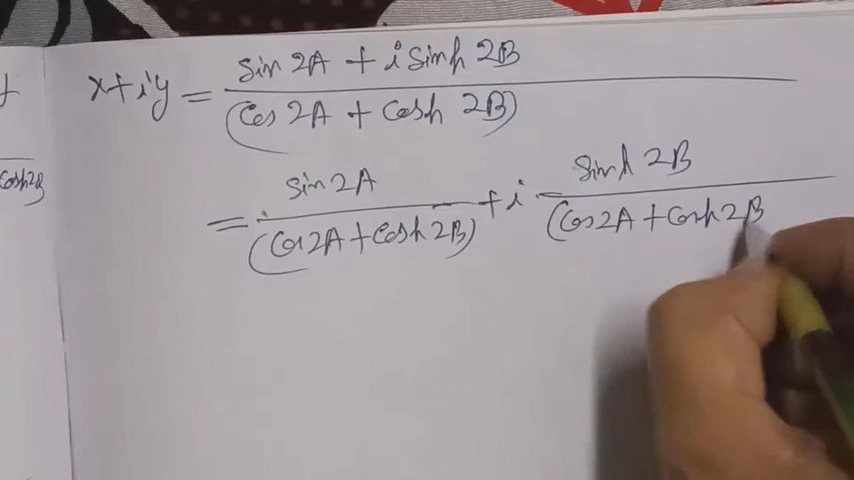 x+iy = sin 2A + i sinh 2B / (Cos 2A + Cosh 2B)
= sin 2A / (Cos 2A + Cosh 2B) + i sinh 2B / (Cos 2A + Cosh 2B
Cosh2B